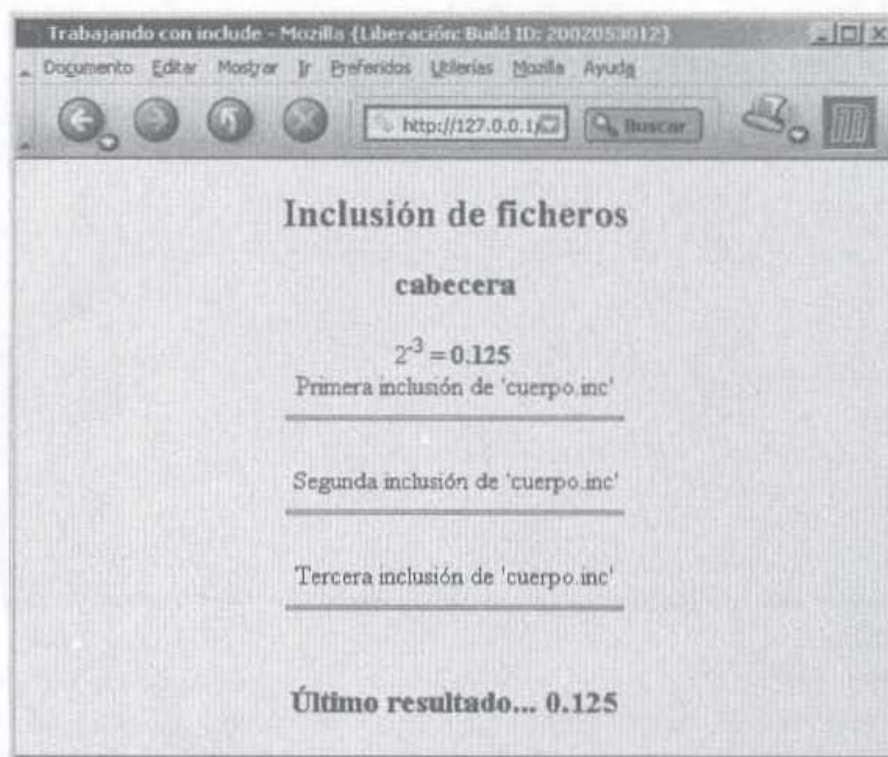 Trabajando con include - Mozilla {Liberación: Build ID: 2002053012}
Documento Editar Mostrar Ir Preferidos Utilerías Mozilla Ayuda
http://127.0.0.1/ Buscar
Inclusión de ficheros
cabecera
2-3 = 0.125
Primera inclusión de 'cuerpo.inc'
Segunda inclusión de 'cuerpo.inc'
Tercera inclusión de 'cuerpo.inc'
Último resultado... 0.125